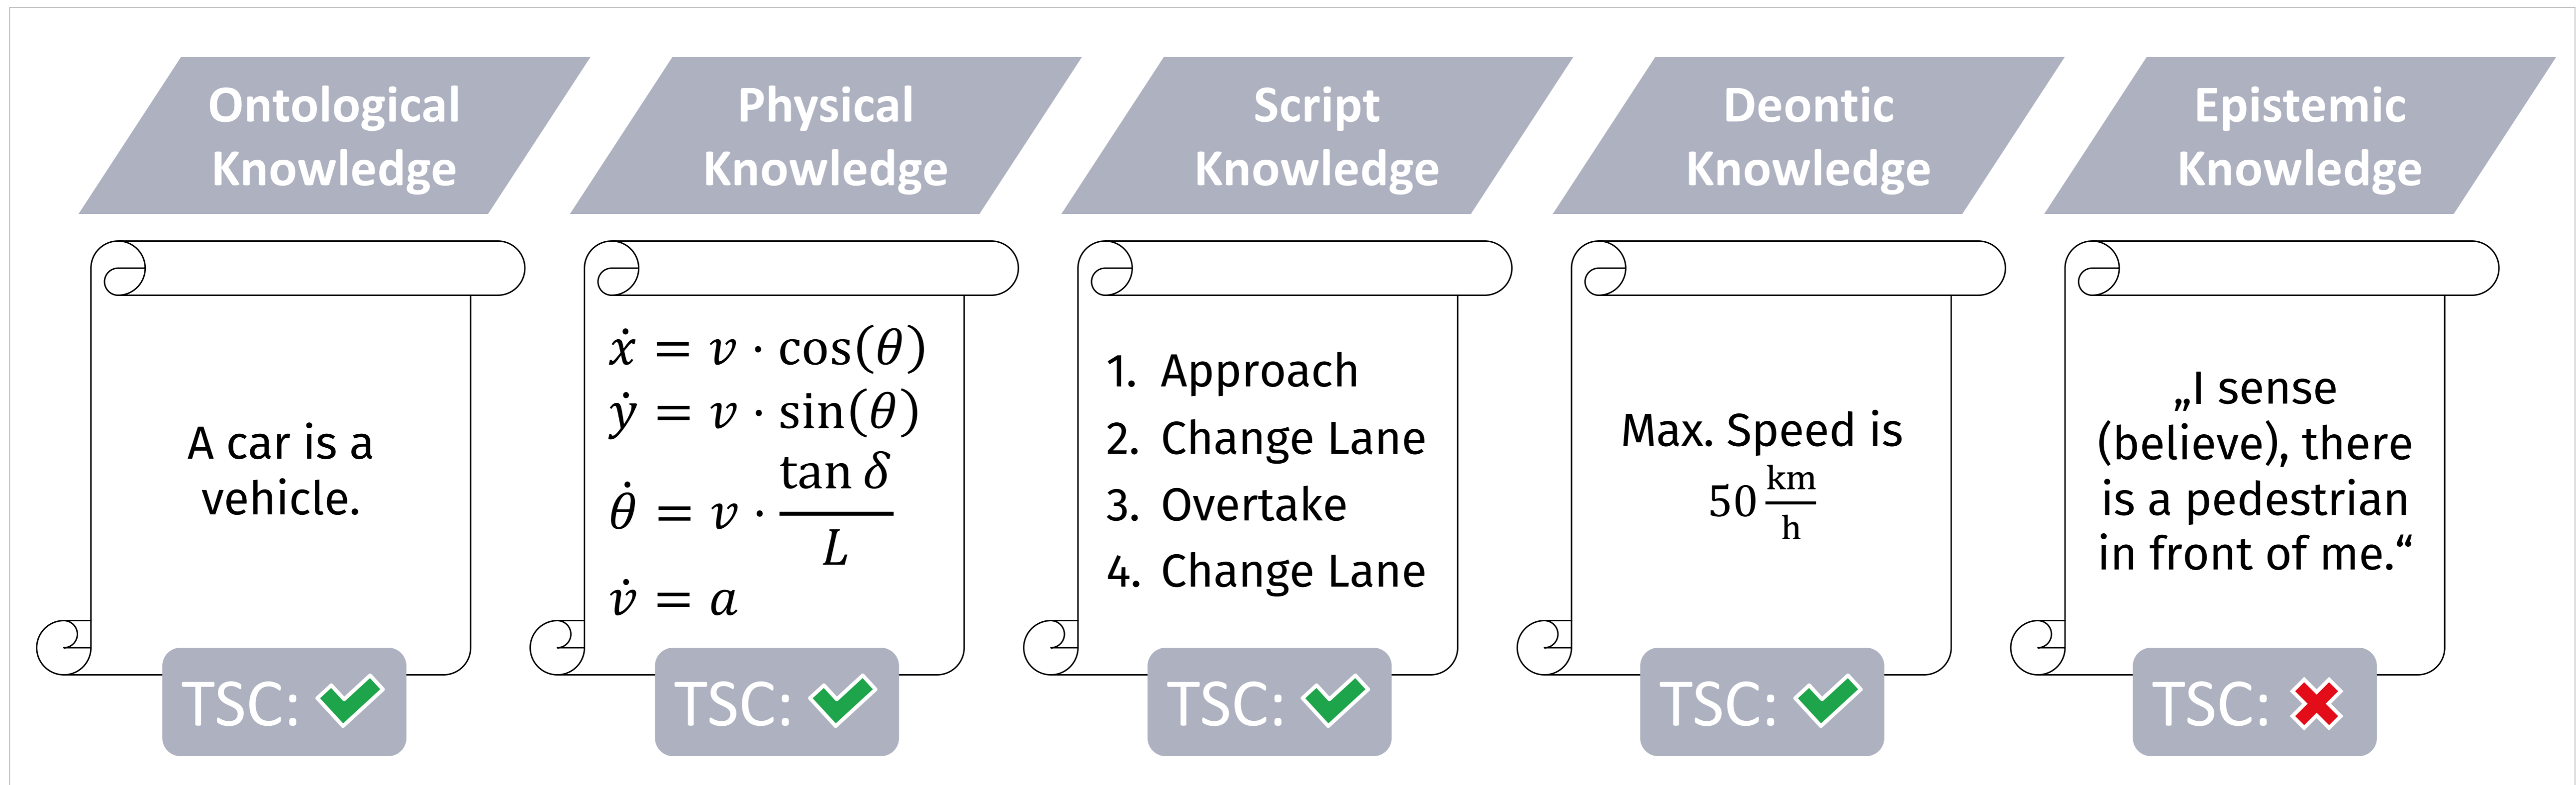 Ontological
Knowledge
A car is a
vehicle.
TSC:
Physical
Knowledge
ẋ = v · cos(θ)
ẏ = v · sin(θ)
θ̇ = v · tan δ / L
v̇ = a
TSC:
Script
Knowledge
1. Approach
2. Change Lane
3. Overtake
4. Change Lane
TSC:
Deontic
Knowledge
Max. Speed is
50 km/h
TSC:
Epistemic
Knowledge
„I sense
(believe), there
is a pedestrian
in front of me.“
TSC: